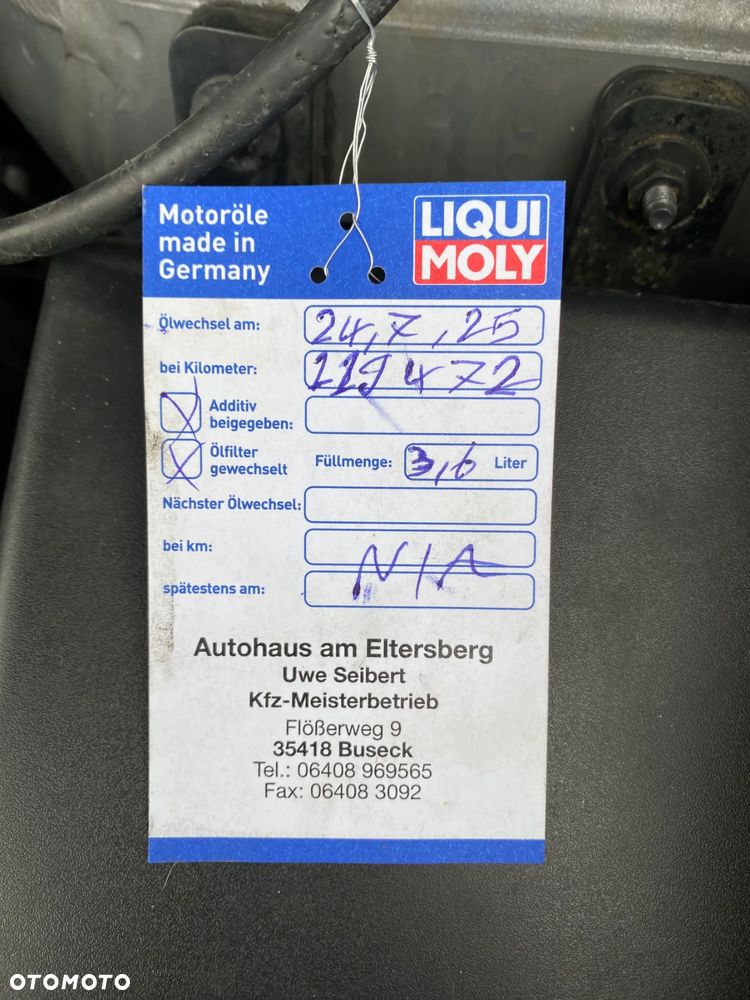 Motoröle
made in
Germany
LIQUI
MOLY
Ölwechsel am: 24,7,25
bei Kilometer: 119 472
X Additiv
beigegeben:
X Ölfilter
gewechselt
Füllmenge: 3,6 Liter
Nächster Ölwechsel:
bei km:
N/A
spätestens am:
Autohaus am Eltersberg
Uwe Seibert
Kfz-Meisterbetrieb
Flößerweg 9
35418 Buseck
Tel.: 06408 969565
Fax: 06408 3092
OTOMOTO